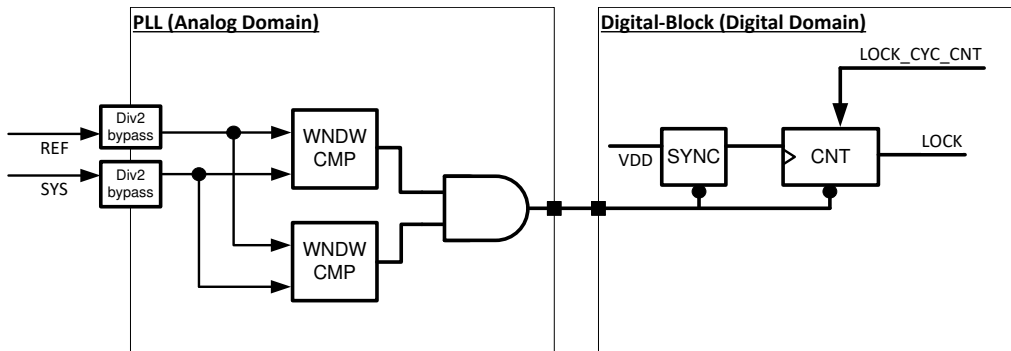 PLL (Analog Domain)
Digital-Block (Digital Domain)
LOCK_CYC_CNT
Div2
bypass
REF
WNDW
CMP
Div2
bypass
SYS
VDD
SYNC
CNT
LOCK
WNDW
CMP